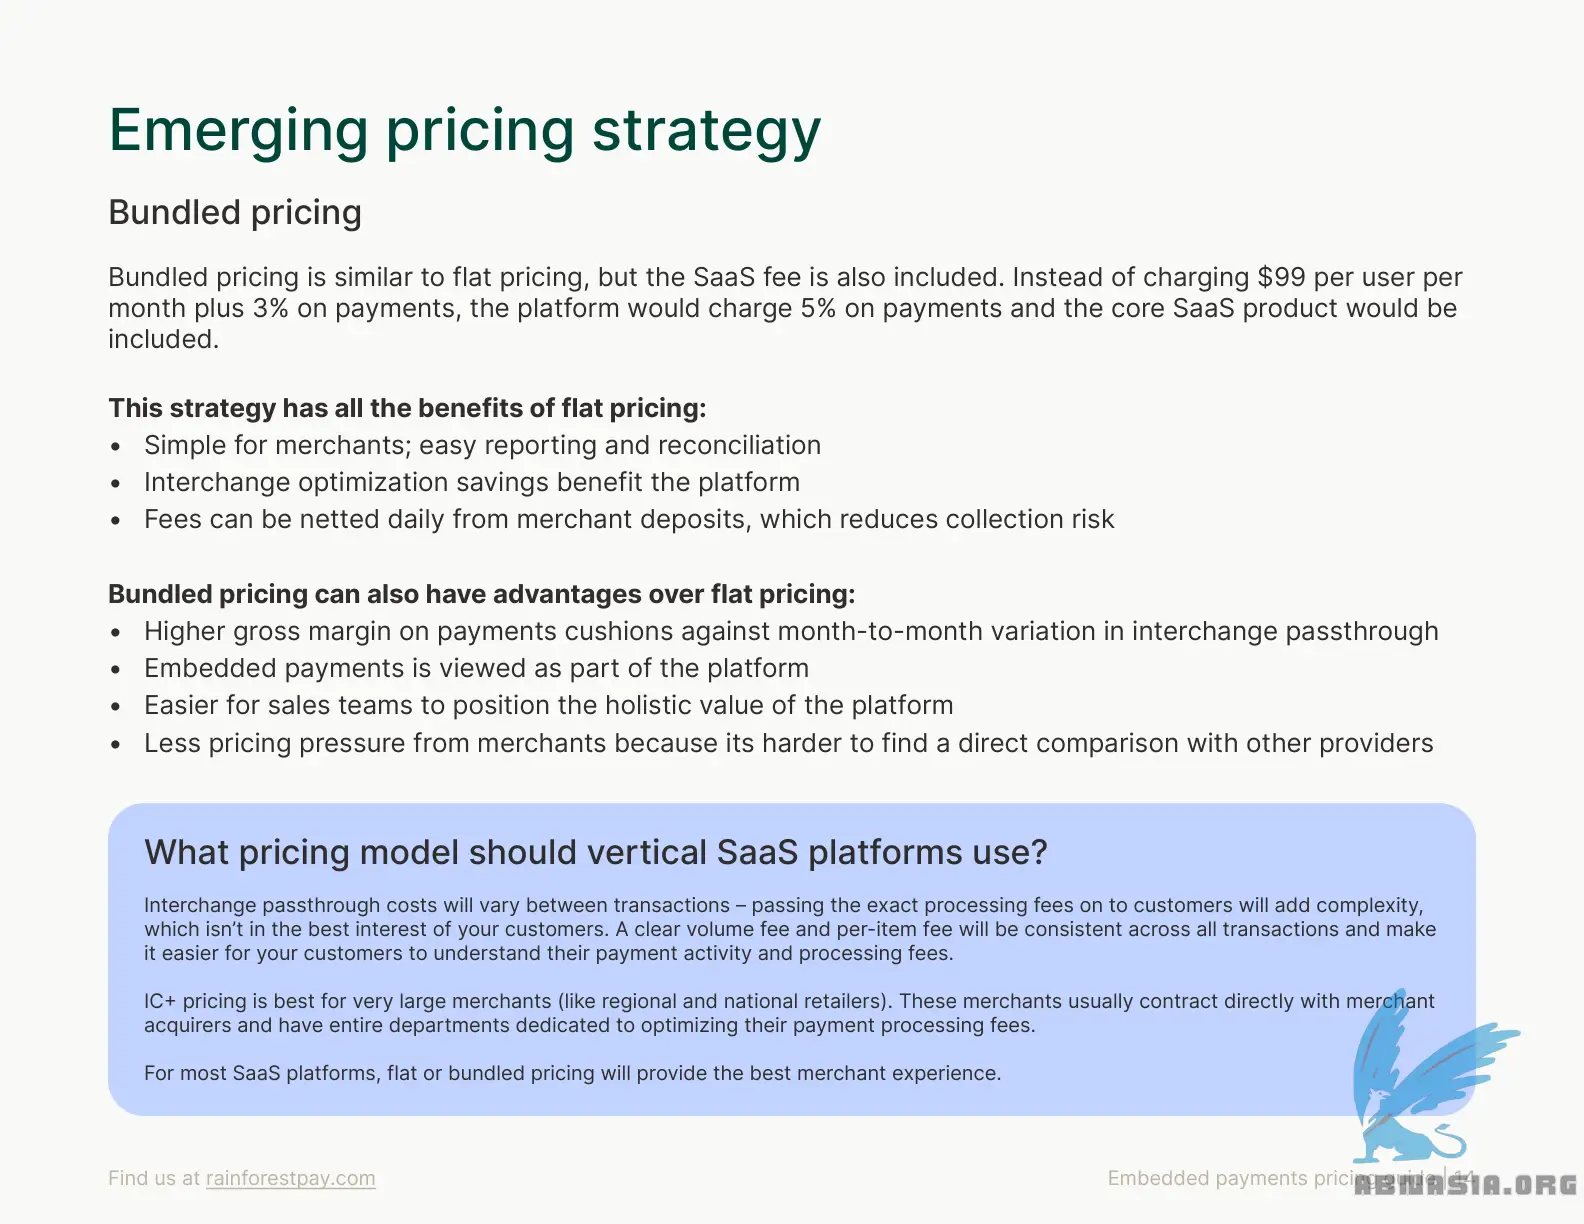 Emerging pricing strategy
Bundled pricing
Bundled pricing is similar to flat pricing, but the SaaS fee is also included. Instead of charging $99 per user per
month plus 3% on payments, the platform would charge 5% on payments and the core SaaS product would be
included.
This strategy has all the benefits of flat pricing:
• Simple for merchants; easy reporting and reconciliation
• Interchange optimization savings benefit the platform
• Fees can be netted daily from merchant deposits, which reduces collection risk
Bundled pricing can also have advantages over flat pricing:
• Higher gross margin on payments cushions against month-to-month variation in interchange passthrough
• Embedded payments is viewed as part of the platform
• Easier for sales teams to position the holistic value of the platform
• Less pricing pressure from merchants because its harder to find a direct comparison with other providers
What pricing model should vertical SaaS platforms use?
Interchange passthrough costs will vary between transactions – passing the exact processing fees on to customers will add complexity,
which isn’t in the best interest of your customers. A clear volume fee and per-item fee will be consistent across all transactions and make
it easier for your customers to understand their payment activity and processing fees.
IC+ pricing is best for very large merchants (like regional and national retailers). These merchants usually contract directly with merchant
acquirers and have entire departments dedicated to optimizing their payment processing fees.
For most SaaS platforms, flat or bundled pricing will provide the best merchant experience.
Find us at rainforestpay.com
Embedded payments pricing guide | 14
ABIWASIA.ORG